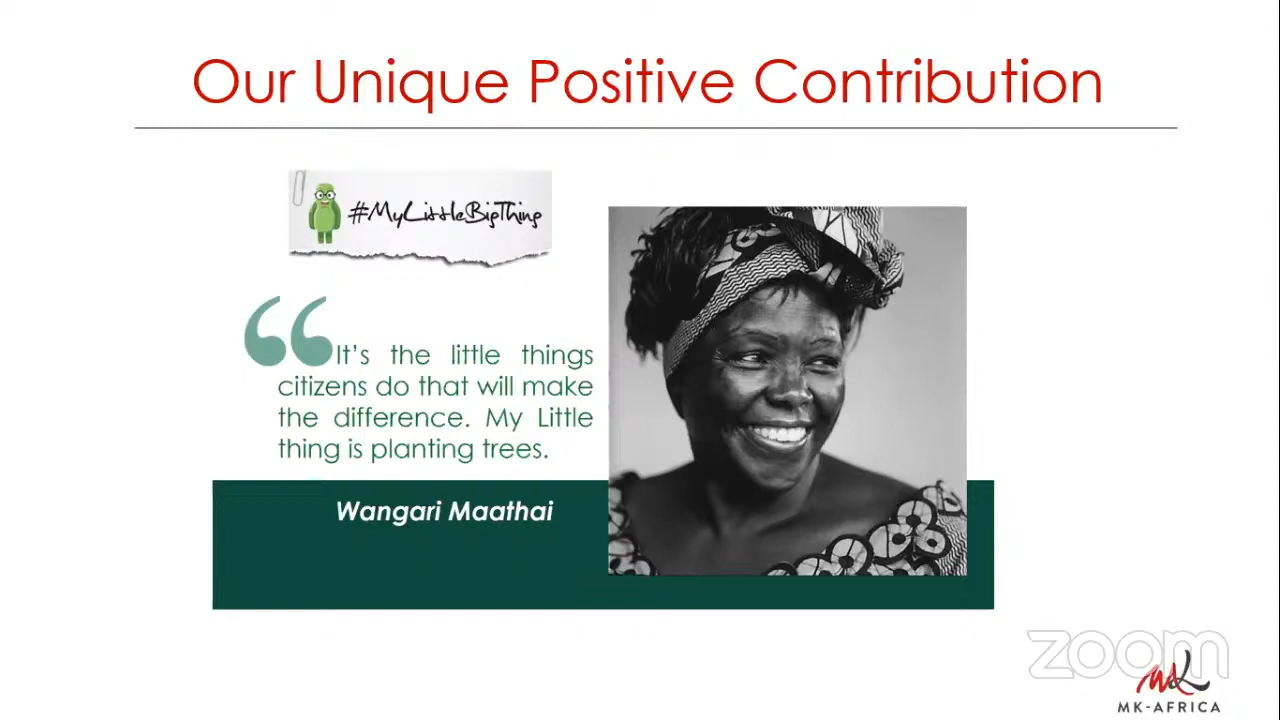 Our Unique Positive Contribution
#MyLittleBigThing
“It's the little things
citizens do that will make
the difference. My Little
thing is planting trees.
Wangari Maathai
zoom
MK
MK-AFRICA